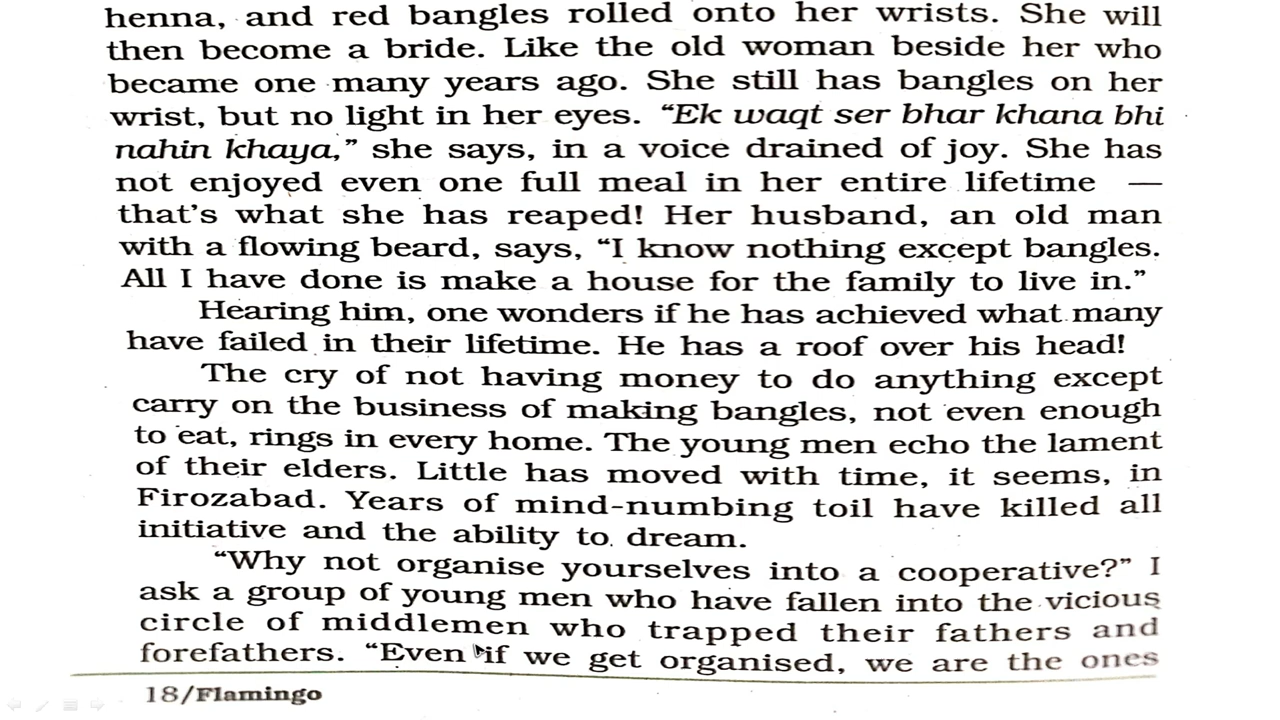 henna, and red bangles rolled onto her wrists. She will
then become a bride. Like the old woman beside her who
became one many years ago. She still has bangles on her
wrist, but no light in her eyes. “Ek waqt ser bhar khana bhi
nahin khaya,” she says, in a voice drained of joy. She has
not enjoyed even one full meal in her entire lifetime —
that’s what she has reaped! Her husband, an old man
with a flowing beard, says, “I know nothing except bangles.
All I have done is make a house for the family to live in.”
Hearing him, one wonders if he has achieved what many
have failed in their lifetime. He has a roof over his head!
The cry of not having money to do anything except
carry on the business of making bangles, not even enough
to eat, rings in every home. The young men echo the lament
of their elders. Little has moved with time, it seems, in
Firozabad. Years of mind-numbing toil have killed all
initiative and the ability to dream.
“Why not organise yourselves into a cooperative?” I
ask a group of young men who have fallen into the vicious
circle of middlemen who trapped their fathers and
forefathers. “Even if we get organised, we are the ones
18/Flamingo